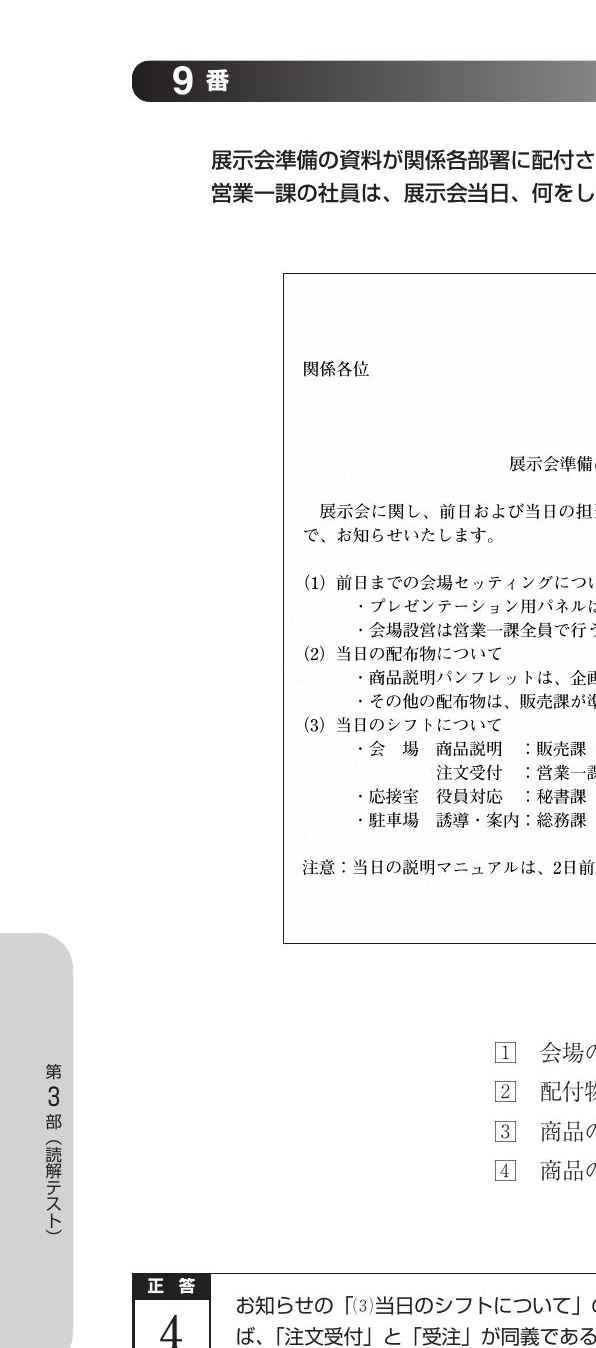 9 番
展示会準備の資料が関係各部署に配付さ
営業一課の社員は、展示会当日、何をし
関係各位
展示会準備
展示会に関し、前日および当日の担
で、お知らせいたします。
(1) 前日までの会場セッティングについ
・プレゼンテーション用パネルは
・会場設営は営業一課全員で行う
(2) 当日の配布物について
・商品説明パンフレットは、企画
・その他の配布物は、販売課が準
(3) 当日のシフトについて
・会　場　商品説明　：販売課
注文受付　：営業一課
・応接室　役員対応　：秘書課
・駐車場　誘導・案内：総務課
注意：当日の説明マニュアルは、2日前
1 会場の
2 配付物
3 商品の
4 商品の
第3部（読解テスト）
正 答
4
お知らせの「(3)当日のシフトについて」の
ば、「注文受付」と「受注」が同義である